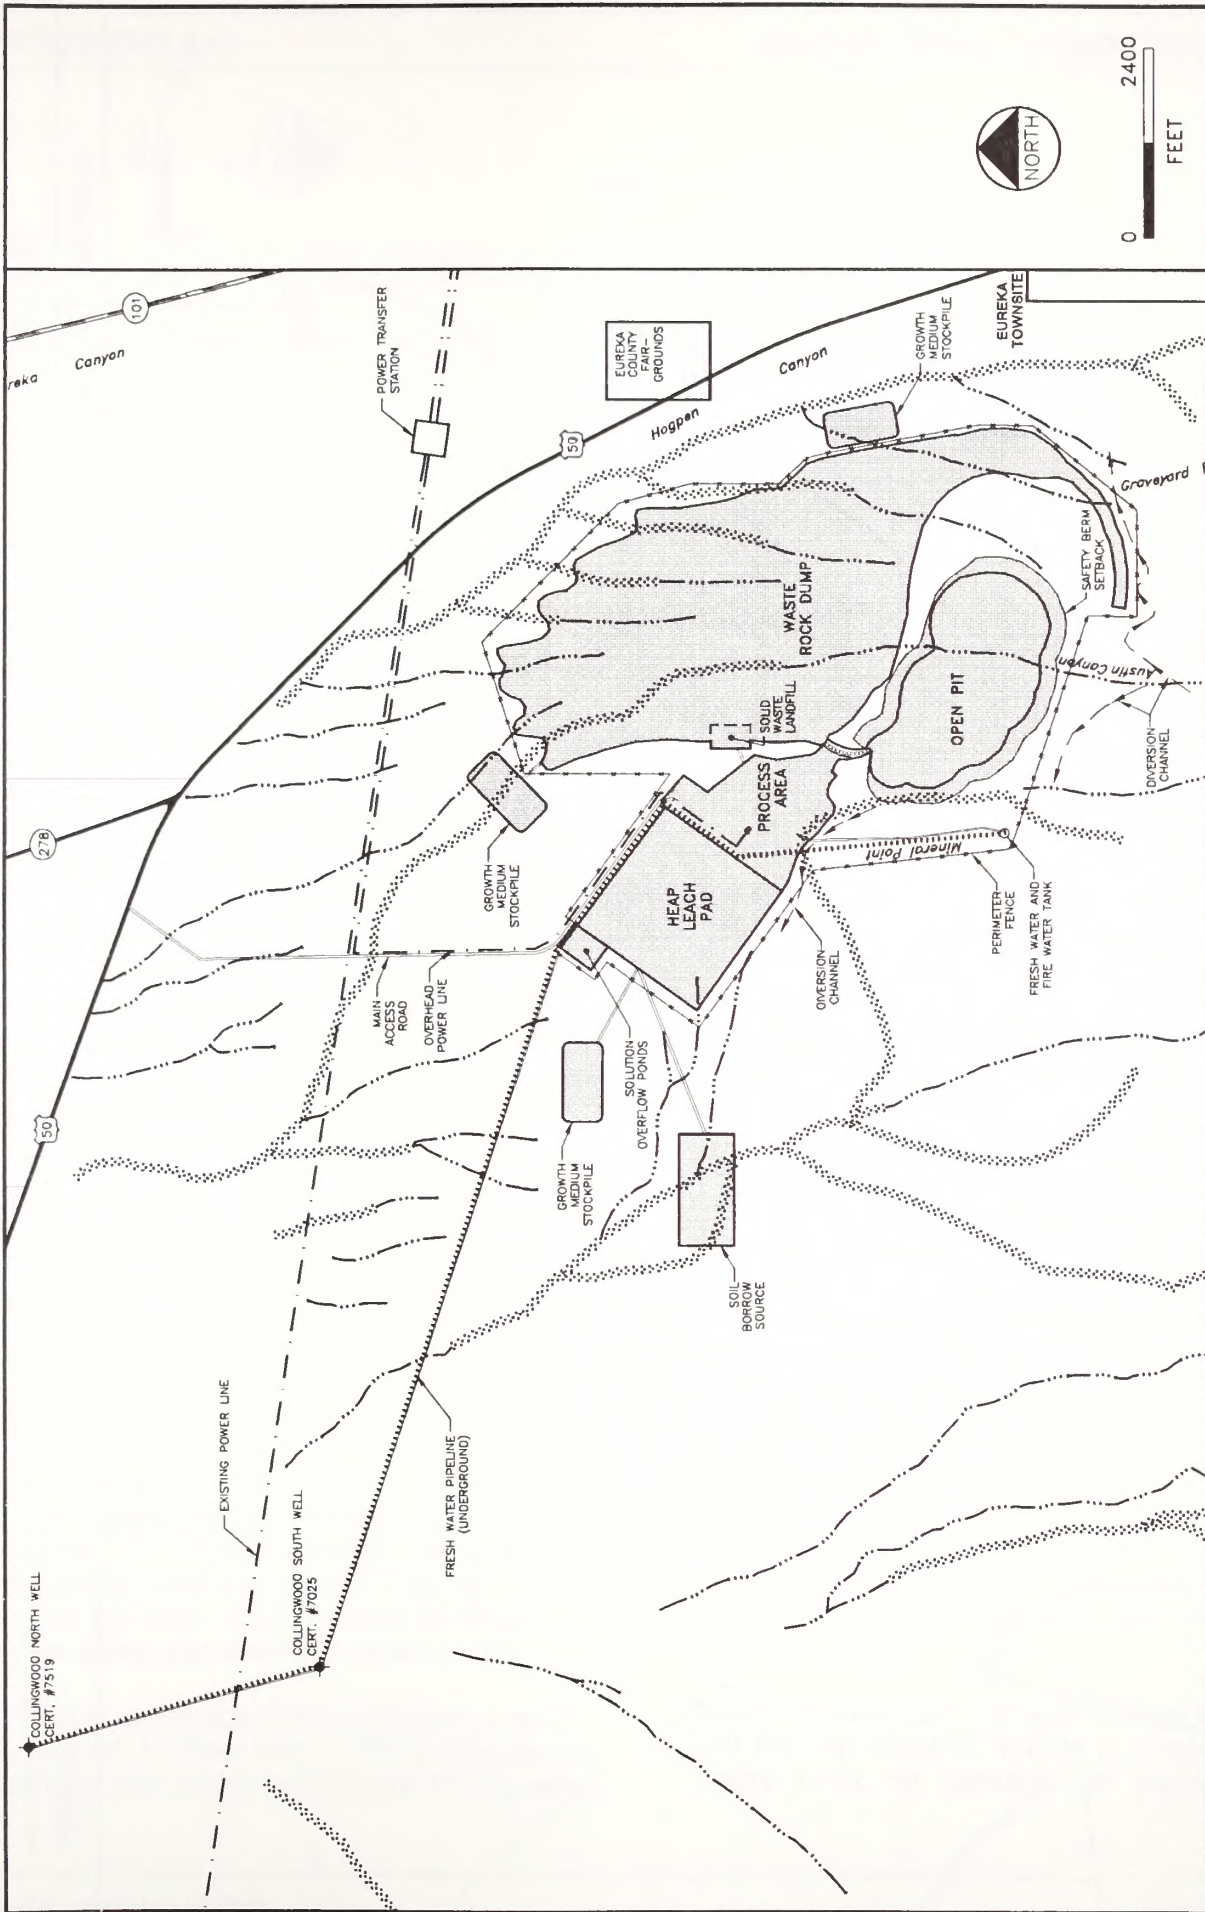 COLLINGWOOD NORTH WELL
CERT. #7519
EXISTING POWER LINE
COLLINGWOOD SOUTH WELL
CERT. #7025
FRESH WATER PIPELINE
(UNDERGROUND)
50
278
MAIN
ACCESS
ROAD
OVERHEAD
POWER LINE
GROWTH
MEDIUM
STOCKPILE
SOLUTION
OVERFLOW PONDS
SOIL
BORROW
SOURCE
GROWTH
MEDIUM
STOCKPILE
HEAP
LEACH
PAD
PROCESS
AREA
SOLID
WASTE
LANDFILL
WASTE
ROCK DUMP
OPEN PIT
DIVERSION
CHANNEL
Mineral Point
PERIMETER
FENCE
FRESH WATER AND
FIRE WATER TANK
DIVERSION
CHANNEL
Austin Canyon
SAFETY BERM
SETBACK
Graveyard
GROWTH
MEDIUM
STOCKPILE
EUREKA
TOWNSITE
Hogpen
Canyon
EUREKA
COUNTY
FAIR-
GROUNDS
50
POWER TRANSFER
STATION
reka
Canyon
101
NORTH
0
2400
FEET